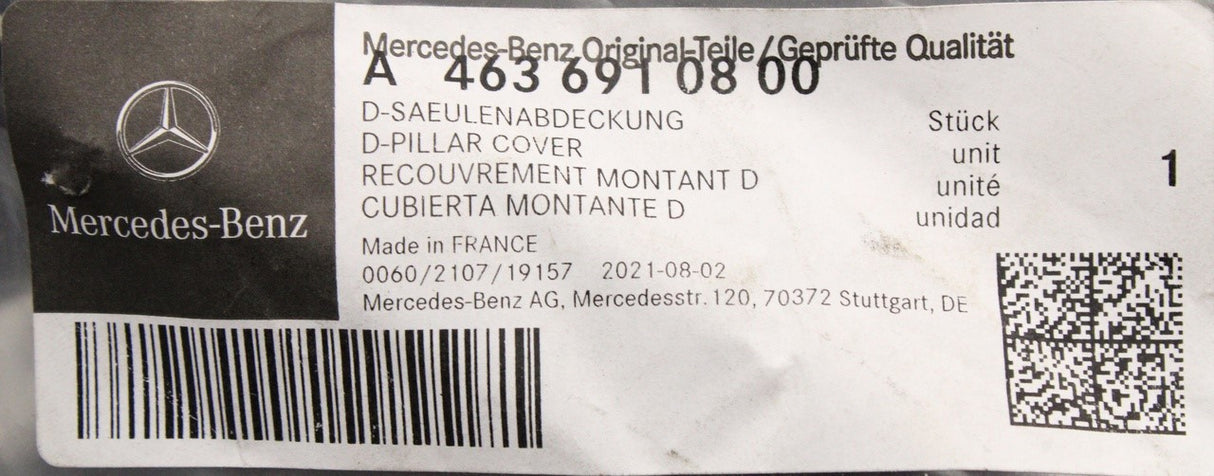 Mercedes-Benz
Mercedes-Benz Original-Teile/Geprüfte Qualität
A 463 691 08 00
D-SAEULENABDECKUNG Stück
D-PILLAR COVER unit
RECOUVREMENT MONTANT D unité
CUBIERTA MONTANTE D unidad
1
Made in FRANCE
0060/2107/19157 2021-08-02
Mercedes-Benz AG, Mercedesstr. 120, 70372 Stuttgart, DE